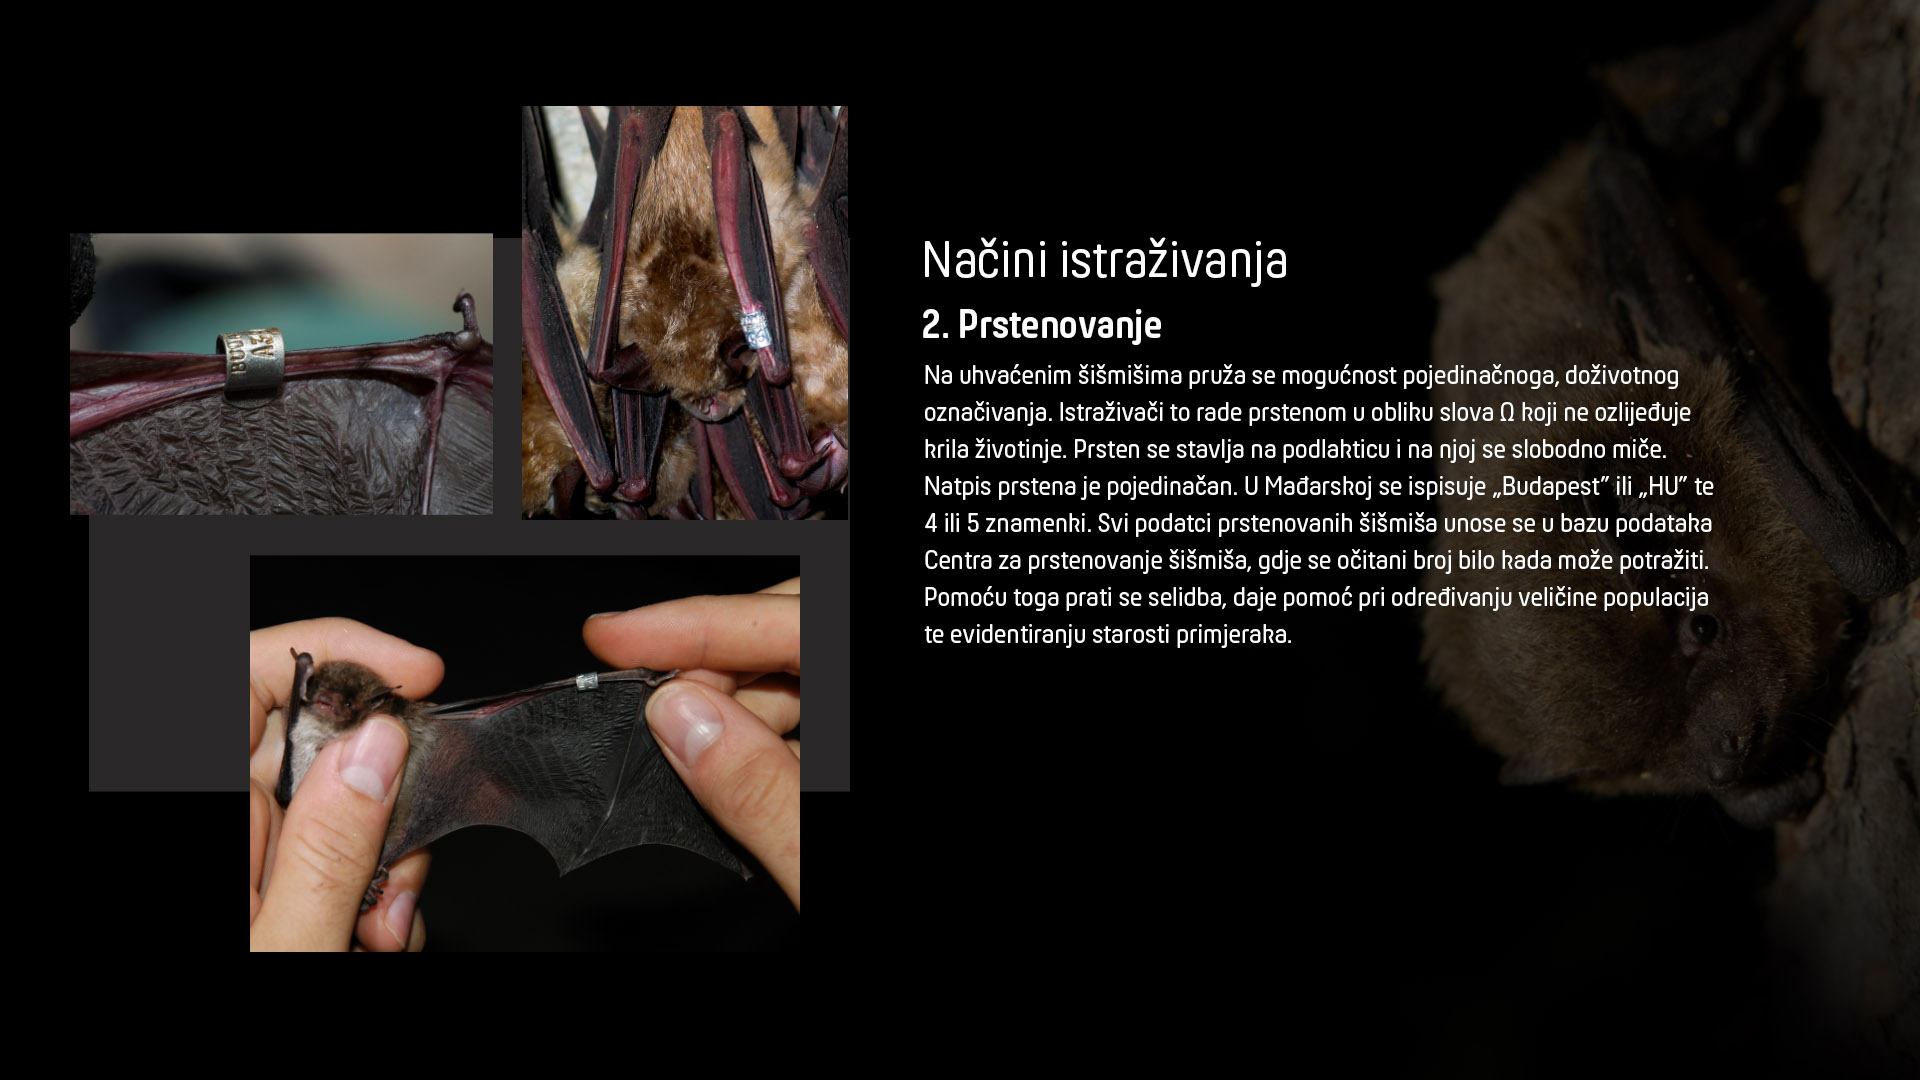 Načini istraživanja
2. Prstenovanje
Na uhvaćenim šišmišima pruža se mogućnost pojedinačnoga, doživotnog
označivanja. Istraživači to rade prstenom u obliku slova Ω koji ne ozlijeđuje
krila životinje. Prsten se stavlja na podlakticu i na njoj se slobodno miče.
Natpis prstena je pojedinačan. U Mađarskoj se ispisuje „Budapest” ili „HU” te
4 ili 5 znamenki. Svi podatci prstenovanih šišmiša unose se u bazu podataka
Centra za prstenovanje šišmiša, gdje se očitani broj bilo kada može potražiti.
Pomoću toga prati se selidba, daje pomoć pri određivanju veličine populacija
te evidentiranju starosti primjeraka.